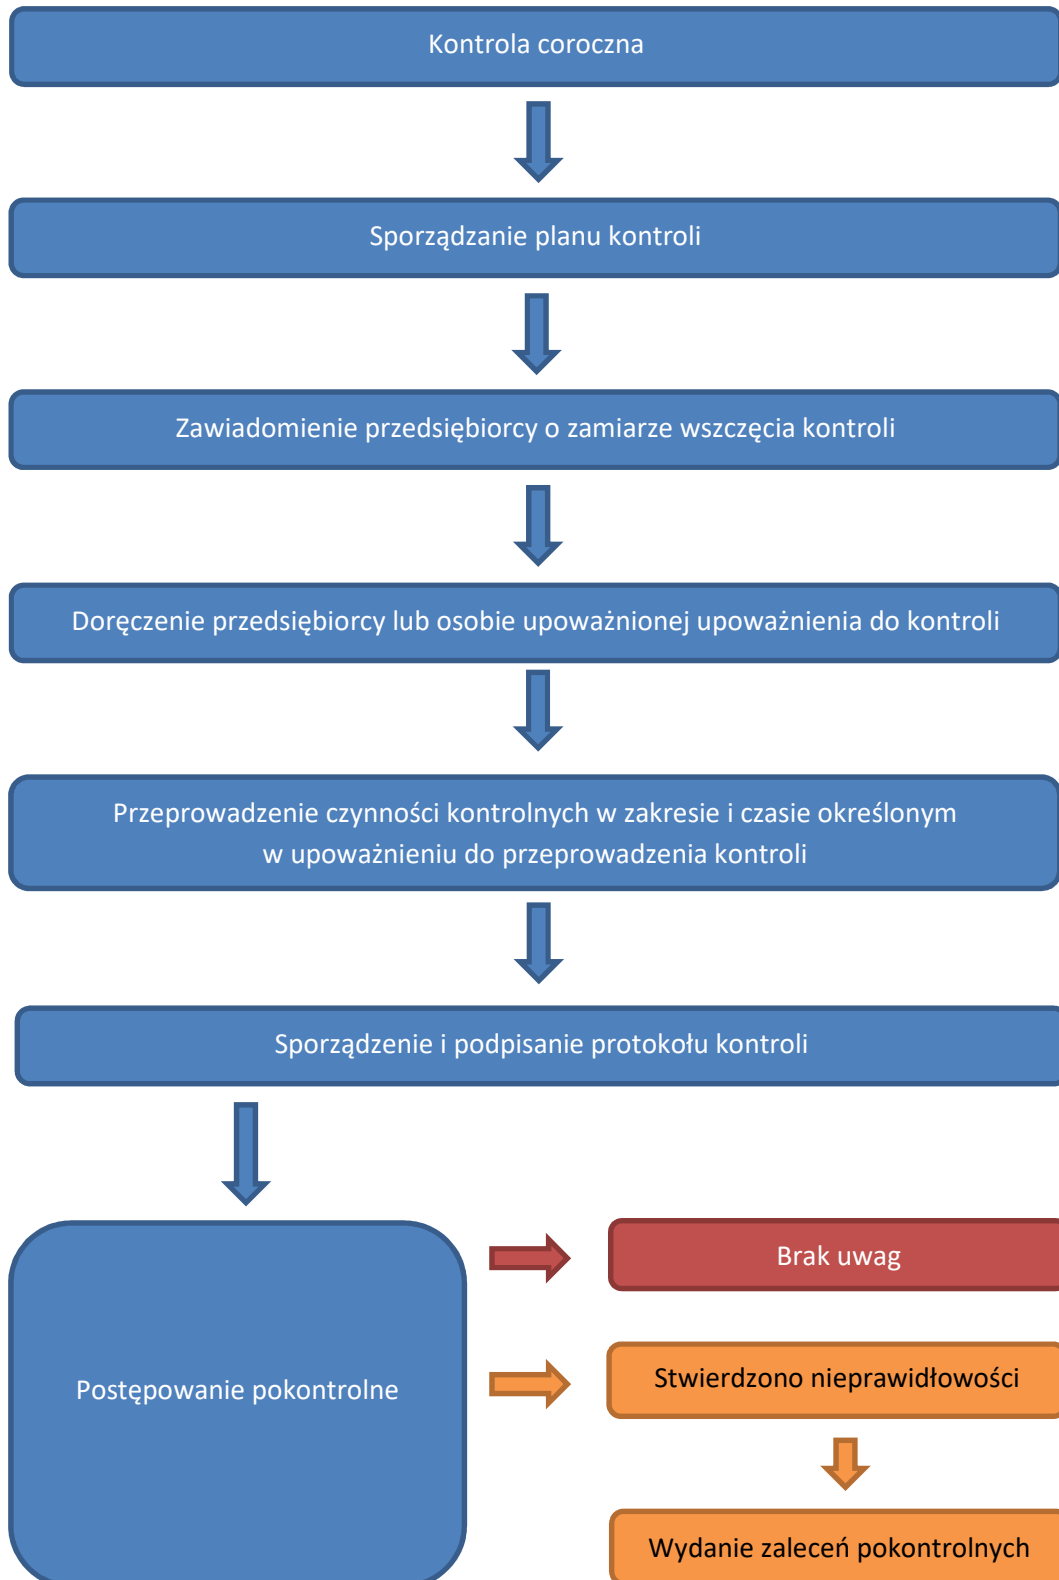 Kontrola coroczna
Sporządzanie planu kontroli
Zawiadomienie przedsiębiorcy o zamiarze wszczęcia kontroli
Doręczenie przedsiębiorcy lub osobie upoważnionej upoważnienia do kontroli
Przeprowadzenie czynności kontrolnych w zakresie i czasie określonym
w upoważnieniu do przeprowadzenia kontroli
Sporządzenie i podpisanie protokołu kontroli
Postępowanie pokontrolne
Brak uwag
Stwierdzono nieprawidłowości
Wydanie zaleceń pokontrolnych